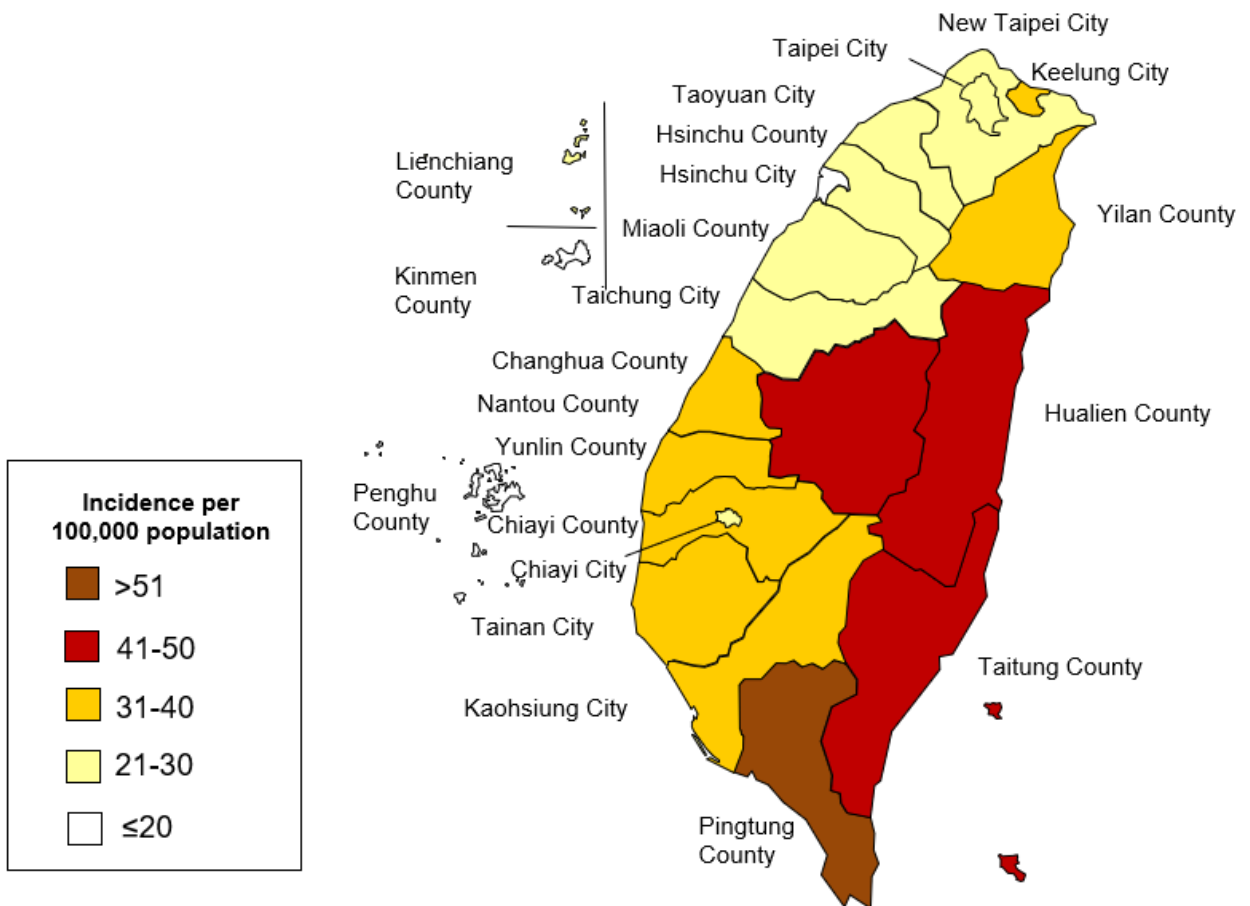 New Taipei City
Taipei City
Keelung City
Taoyuan City
Hsinchu County
Lienchiang
County
Hsinchu City
Yilan County
Miaoli County
Kinmen
County
Taichung City
Changhua County
Nantou County
Hualien County
Yunlin County
Penghu
County
Chiayi County
Chiayi City
Tainan City
Taitung County
Kaohsiung City
Pingtung
County
Incidence per
100,000 population
>51
41-50
31-40
21-30
≤20